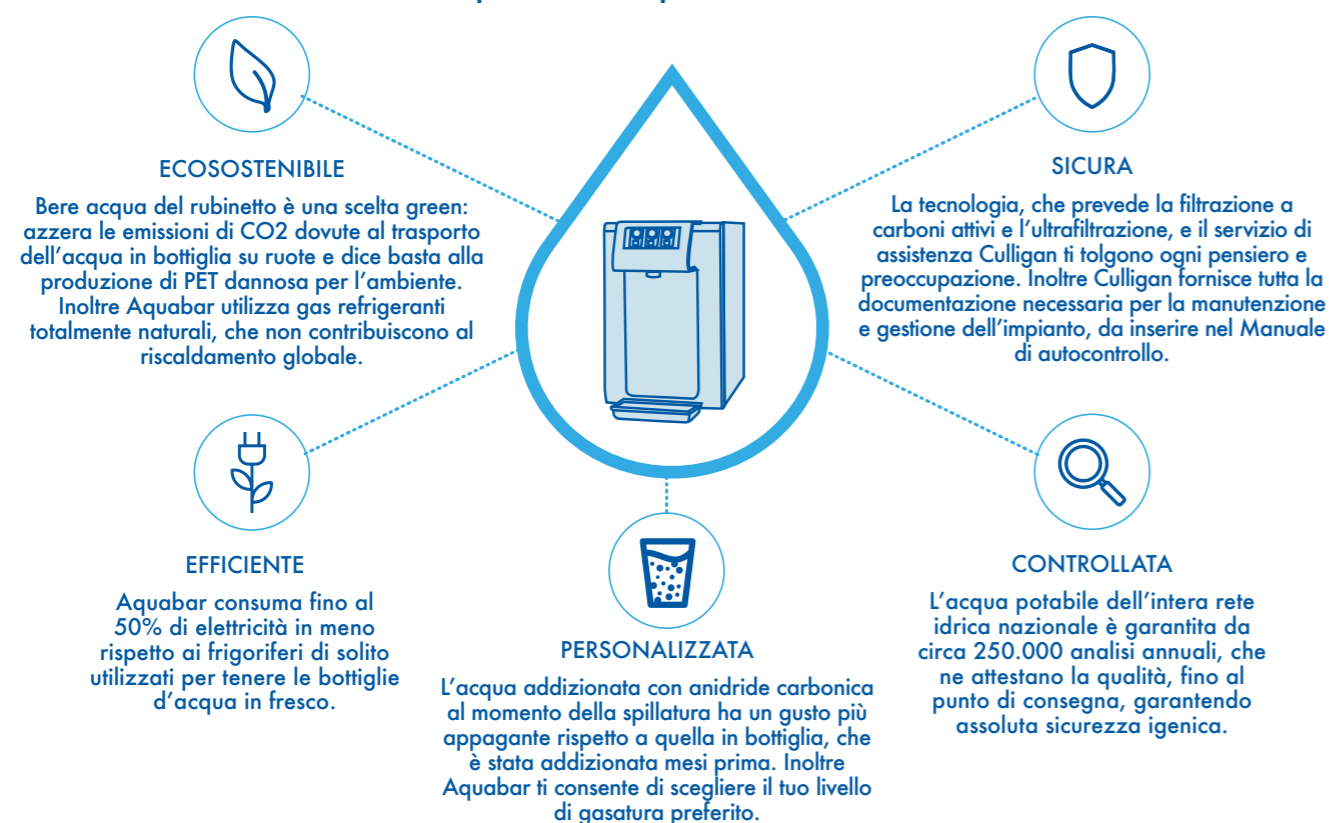 ECOSOSTENIBILE
Bere acqua del rubinetto è una scelta green:
azzera le emissioni di CO2 dovute al trasporto
dell'acqua in bottiglia su ruote e dice basta alla
produzione di PET dannosa per l'ambiente.
Inoltre Aquabar utilizza gas refrigeranti
totalmente naturali, che non contribuiscono al
riscaldamento globale.
SICURA
La tecnologia, che prevede la filtrazione a
carboni attivi e l'ultrafiltrazione, e il servizio di
assistenza Culligan ti tolgono ogni pensiero e
preoccupazione. Inoltre Culligan fornisce tutta la
documentazione necessaria per la manutenzione
e gestione dell'impianto, da inserire nel Manuale
di autocontrollo.
EFFICIENTE
Aquabar consuma fino al
50% di elettricità in meno
rispetto ai frigoriferi di solito
utilizzati per tenere le bottiglie
d'acqua in fresco.
PERSONALIZZATA
L'acqua addizionata con anidride carbonica
al momento della spillatura ha un gusto più
appagante rispetto a quella in bottiglia, che
è stata addizionata mesi prima. Inoltre
Aquabar ti consente di scegliere il tuo livello
di gasatura preferito.
CONTROLLATA
L'acqua potabile dell'intera rete
idrica nazionale è garantita da
circa 250.000 analisi annuali, che
ne attestano la qualità, fino al
punto di consegna, garantendo
assoluta sicurezza igenica.